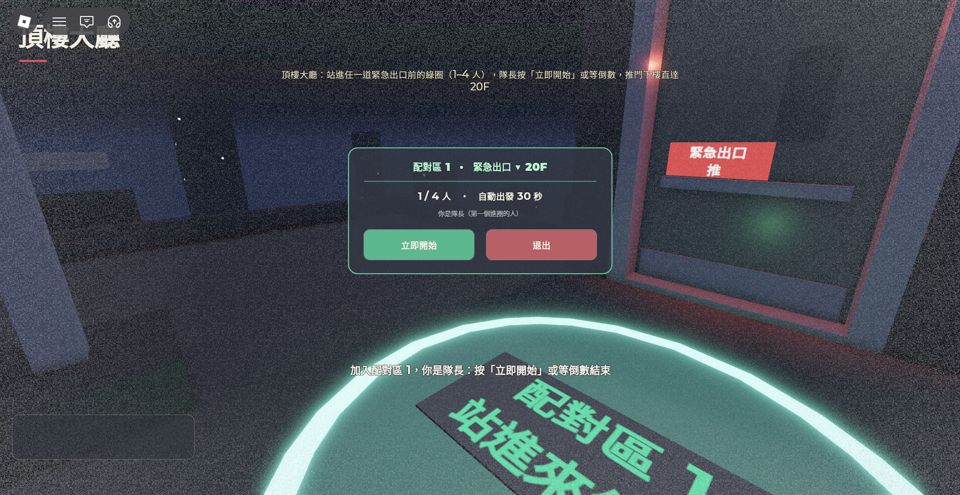 頂樓大廳
頂樓大廳：站進任一道緊急出口前的綠圈（1–4 人），隊長按「立即開始」或等倒數，推門下樓直達
20F
緊急出口
推
配對區 1 • 緊急出口 ▼ 20F
1 / 4 人 • 自動出發 30 秒
你是隊長（第一個進圈的人）
立即開始
退出
加入配對區 1，你是隊長：按「立即開始」或等倒數結束
配對區 1
站進來